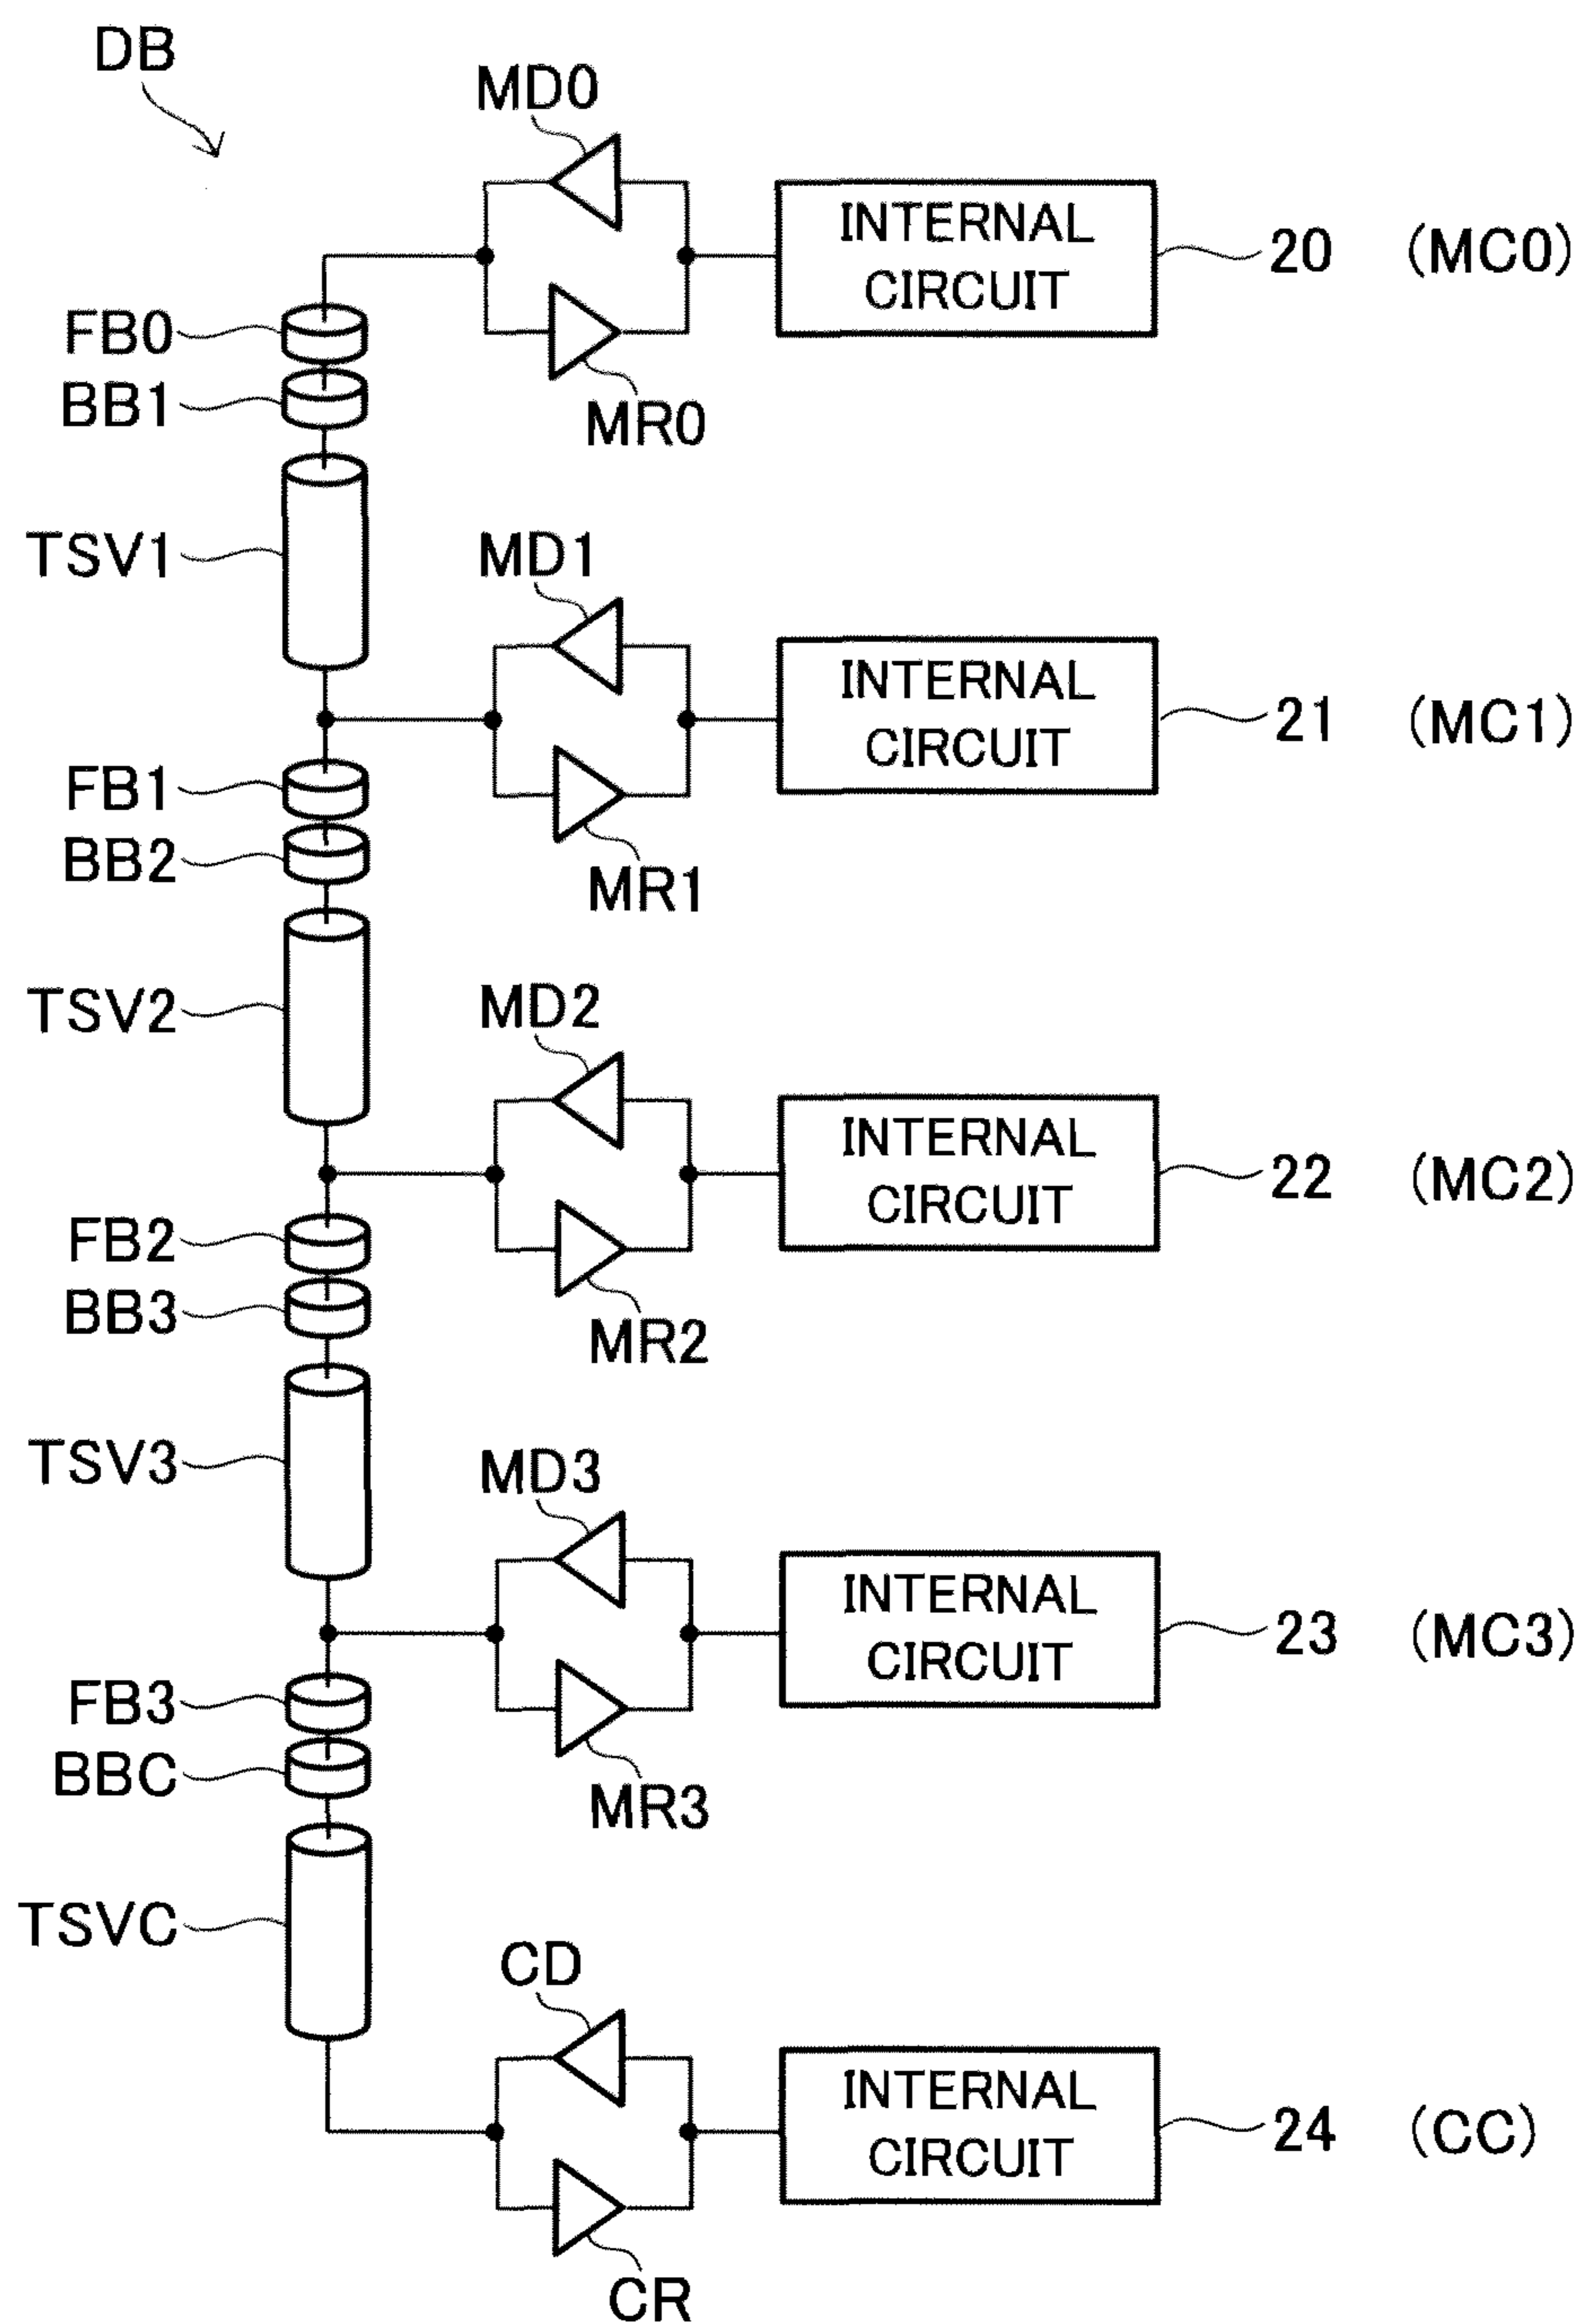 DB
MD0
INTERNAL
CIRCUIT
20 (MC0)
FB0
BB1
MR0
TSV1
MD1
INTERNAL
CIRCUIT
21 (MC1)
FB1
BB2
MR1
TSV2
MD2
INTERNAL
CIRCUIT
22 (MC2)
FB2
BB3
MR2
TSV3
MD3
INTERNAL
CIRCUIT
23 (MC3)
FB3
BBC
MR3
TSVC
CD
INTERNAL
CIRCUIT
24 (CC)
CR